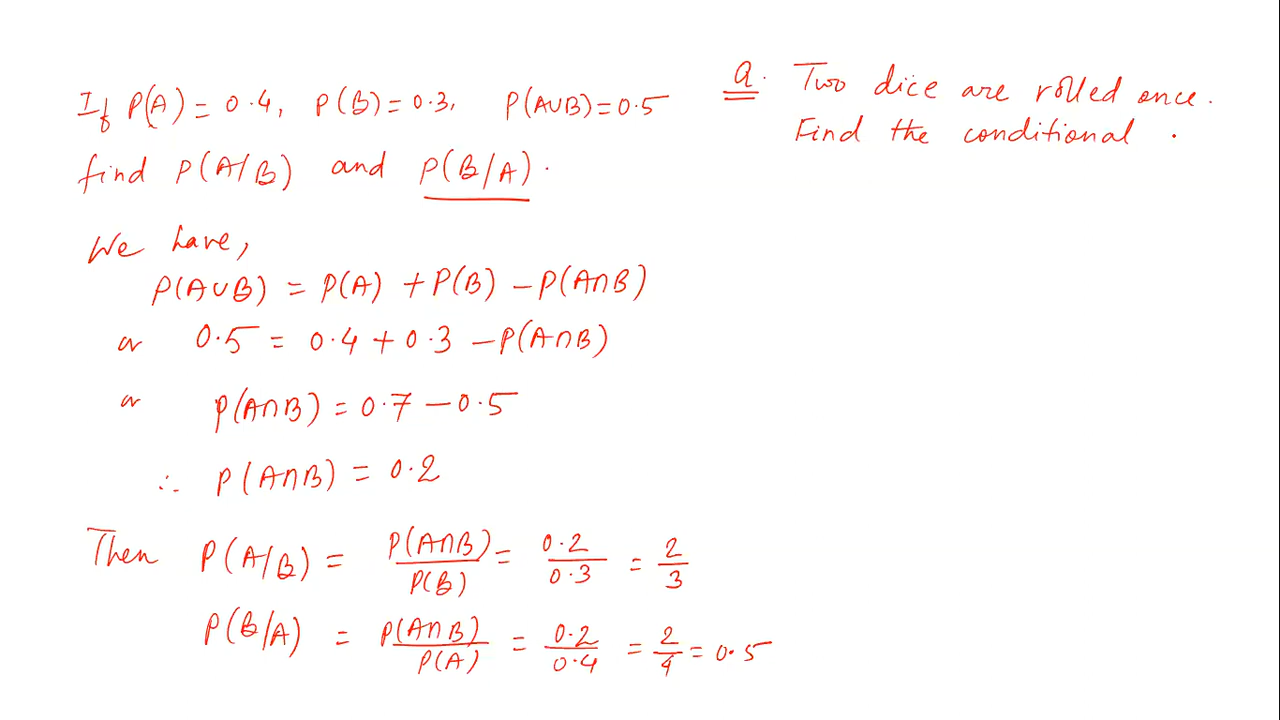 If P(A) = 0.4, P(B) = 0.3, P(A∪B) = 0.5
find P(A/B) and P(B/A).
We have,
P(A∪B) = P(A) + P(B) − P(A∩B)
or 0.5 = 0.4 + 0.3 − P(A∩B)
or P(A∩B) = 0.7 − 0.5
∴ P(A∩B) = 0.2
Then P(A/B) = P(A∩B)/P(B) = 0.2/0.3 = 2/3
P(B/A) = P(A∩B)/P(A) = 0.2/0.4 = 2/4 = 0.5
Q. Two dice are rolled once.
Find the conditional .